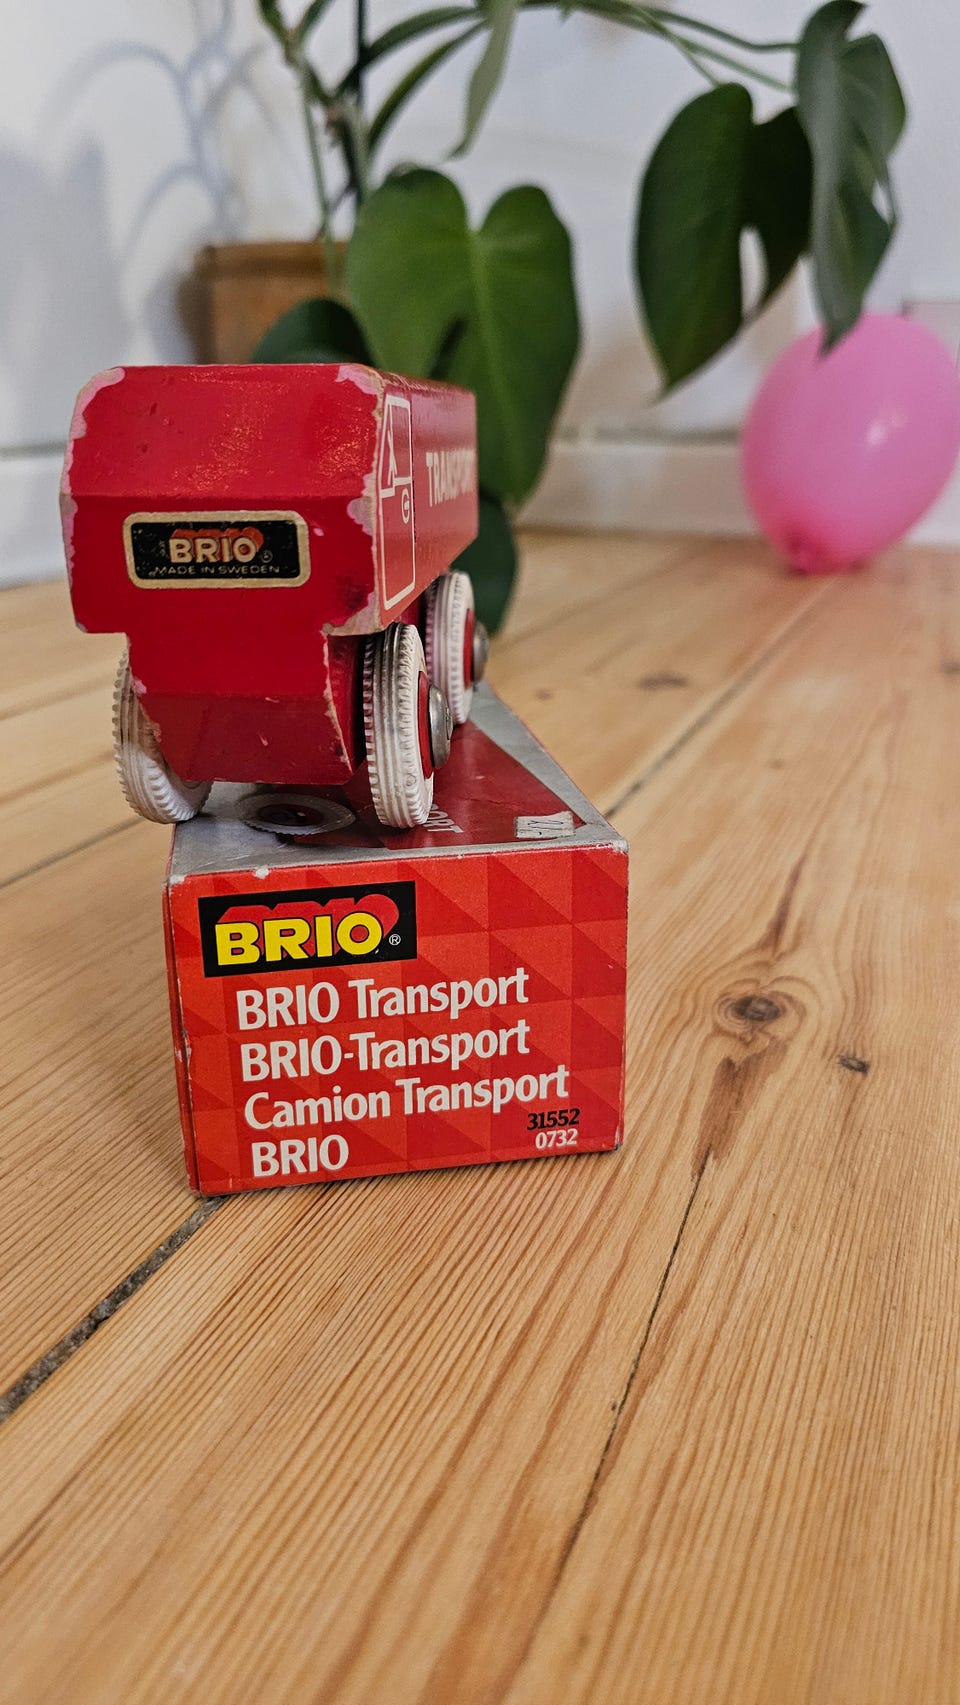 TRANSPORT
BRIO
MADE IN SWEDEN
BRIO®
BRIO Transport
BRIO-Transport
Camion Transport
BRIO
31552
0732